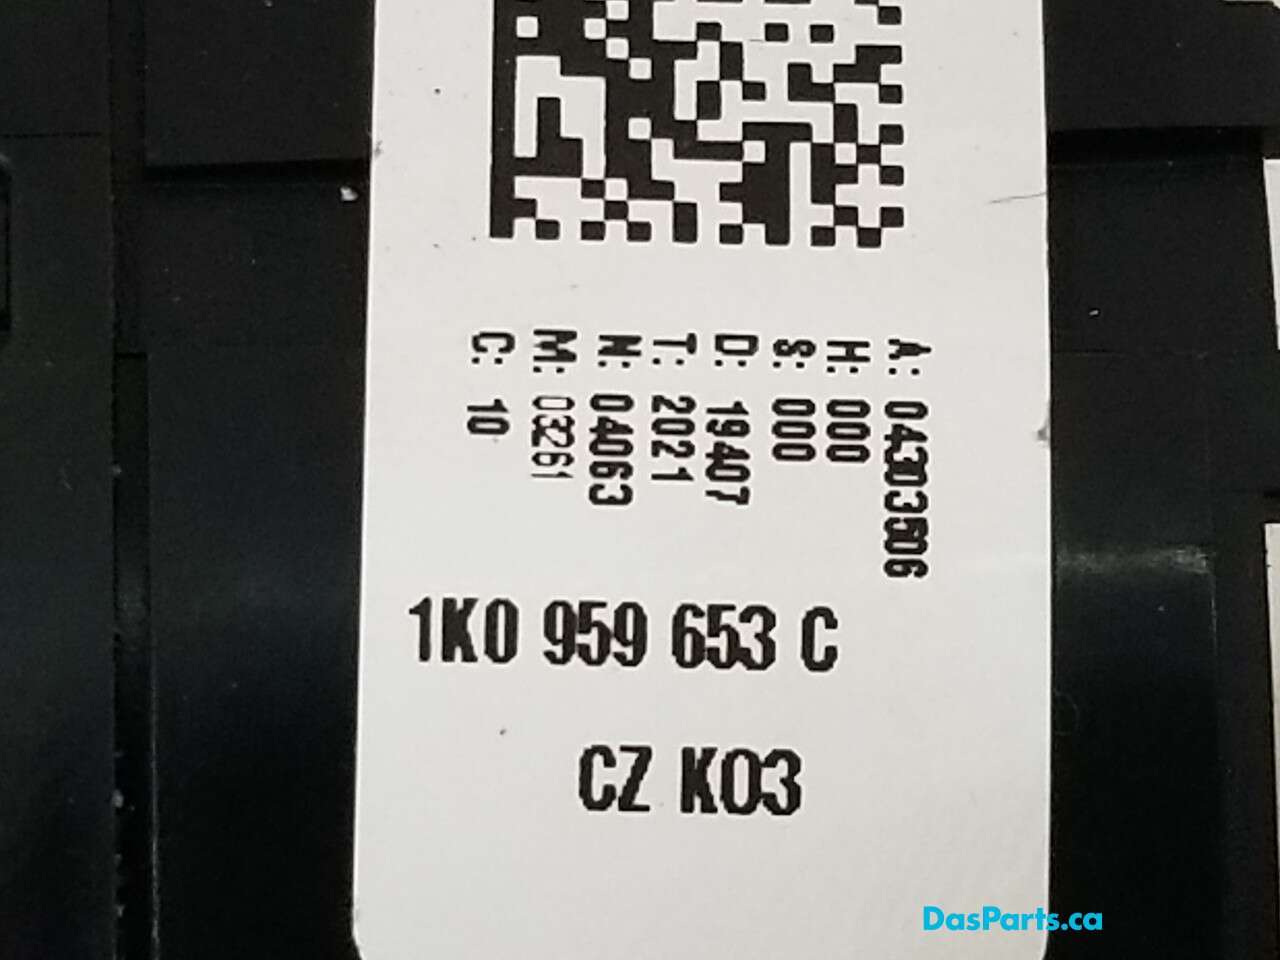 A: 04303506
H: 000
S: 000
D: 19407
T: 2021
N: 04063
M: 03261
C: 10
1K0 959 653 C
CZ K03
DasParts.ca